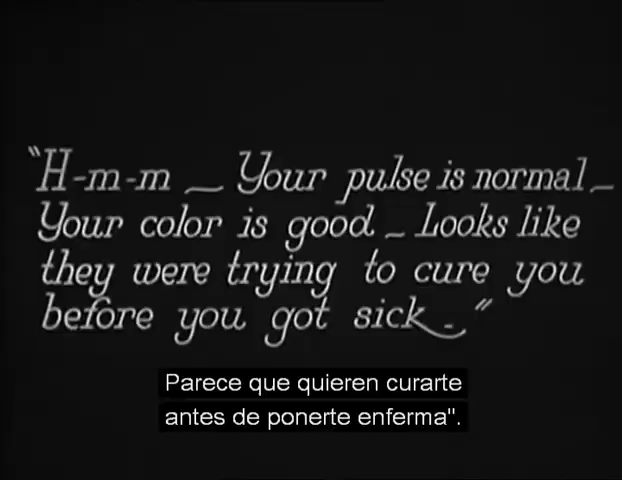 "H-m-m _ Your pulse is normal _
Your color is good _ Looks like
they were trying to cure you
before you got sick _."
Parece que quieren curarte
antes de ponerte enferma".